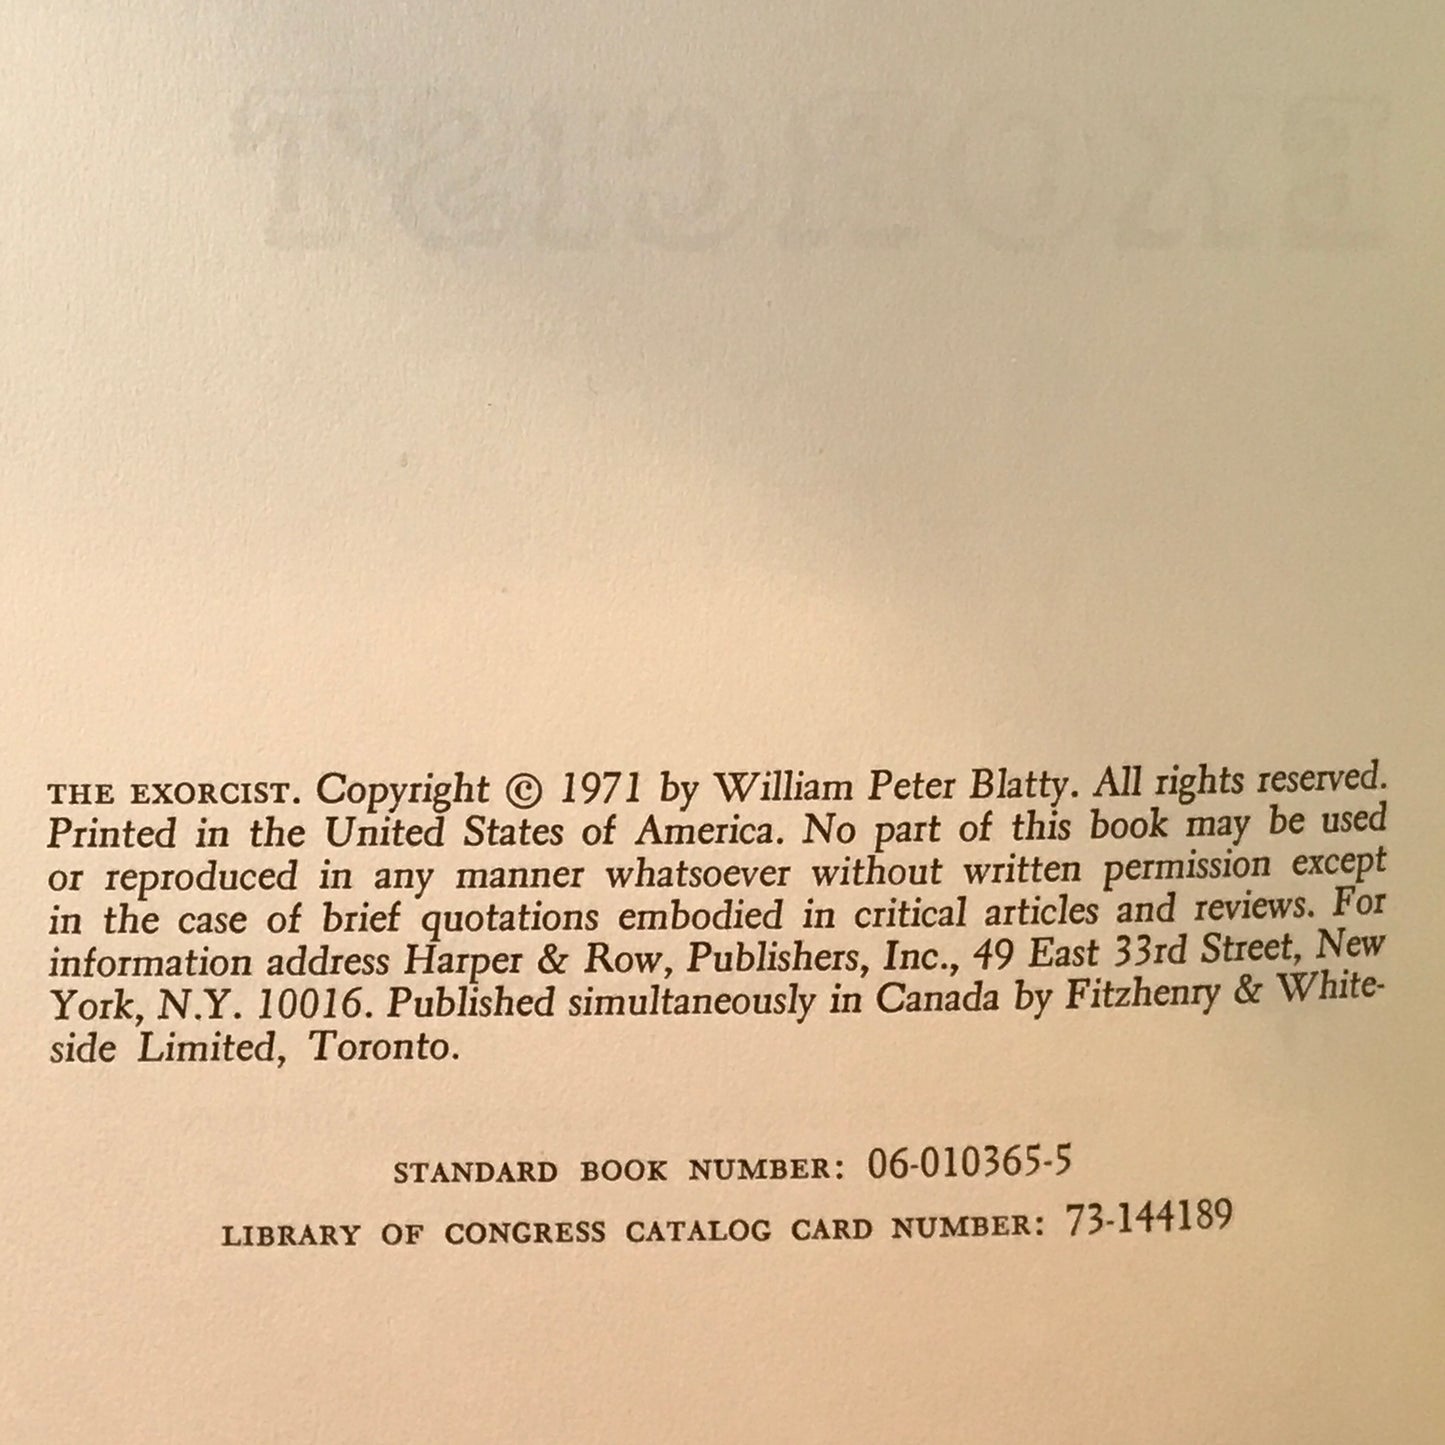 EXORCIST
THE EXORCIST. Copyright © 1971 by William Peter Blatty. All rights reserved.
Printed in the United States of America. No part of this book may be used
or reproduced in any manner whatsoever without written permission except
in the case of brief quotations embodied in critical articles and reviews. For
information address Harper & Row, Publishers, Inc., 49 East 33rd Street, New
York, N.Y. 10016. Published simultaneously in Canada by Fitzhenry & White-
side Limited, Toronto.
STANDARD BOOK NUMBER: 06-010365-5
LIBRARY OF CONGRESS CATALOG CARD NUMBER: 73-144189